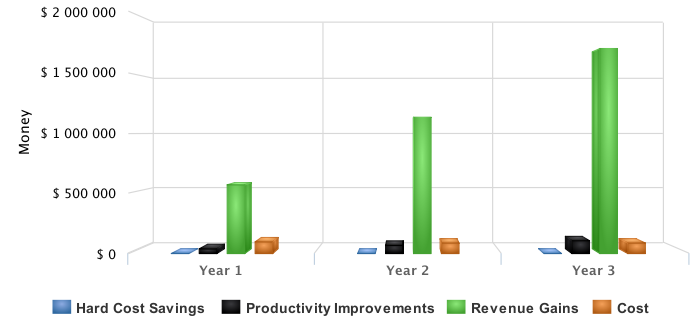 $ 2 000 000
$ 1 500 000
$ 1 000 000
$ 500 000
$ 0
Money
Year 1 Year 2 Year 3
Hard Cost Savings Productivity Improvements Revenue Gains Cost